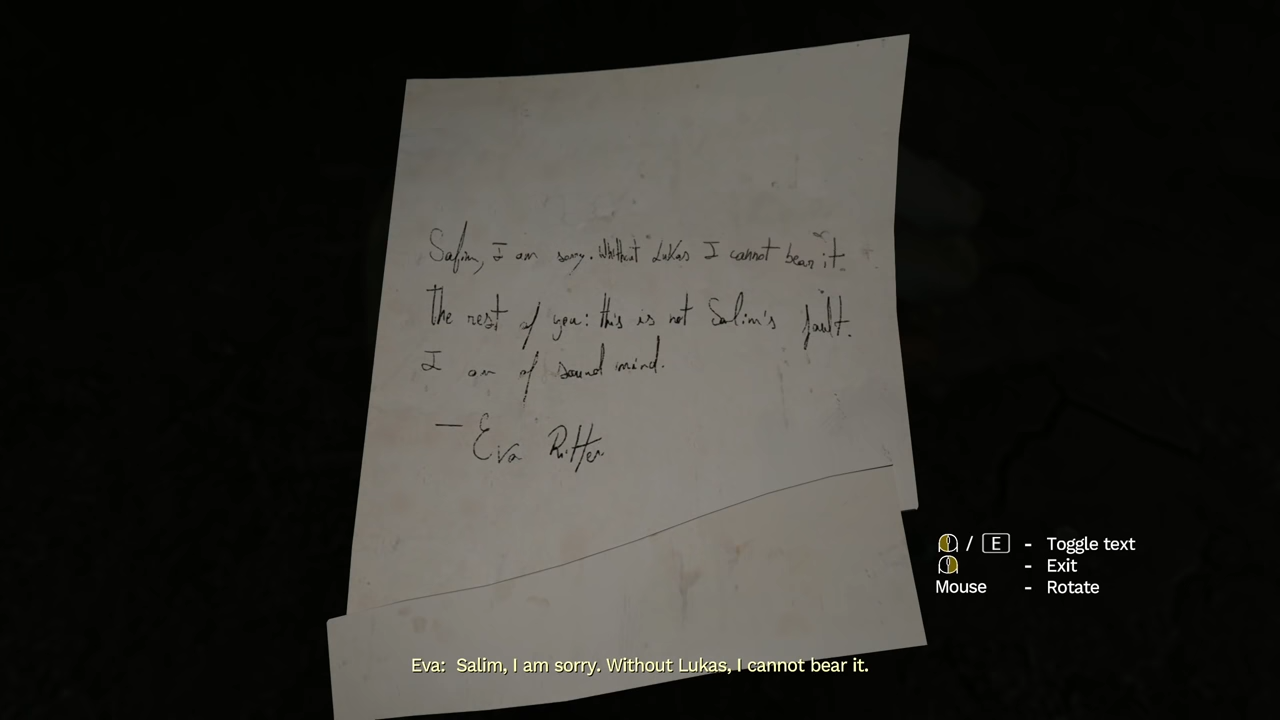 Salim, I am sorry. Whithout Lukas I cannot bear it.
The rest of you: this is not Salim's fault.
I am of sound mind.
— Eva Ritter
/ E - Toggle text
- Exit
Mouse - Rotate
Eva: Salim, I am sorry. Without Lukas, I cannot bear it.